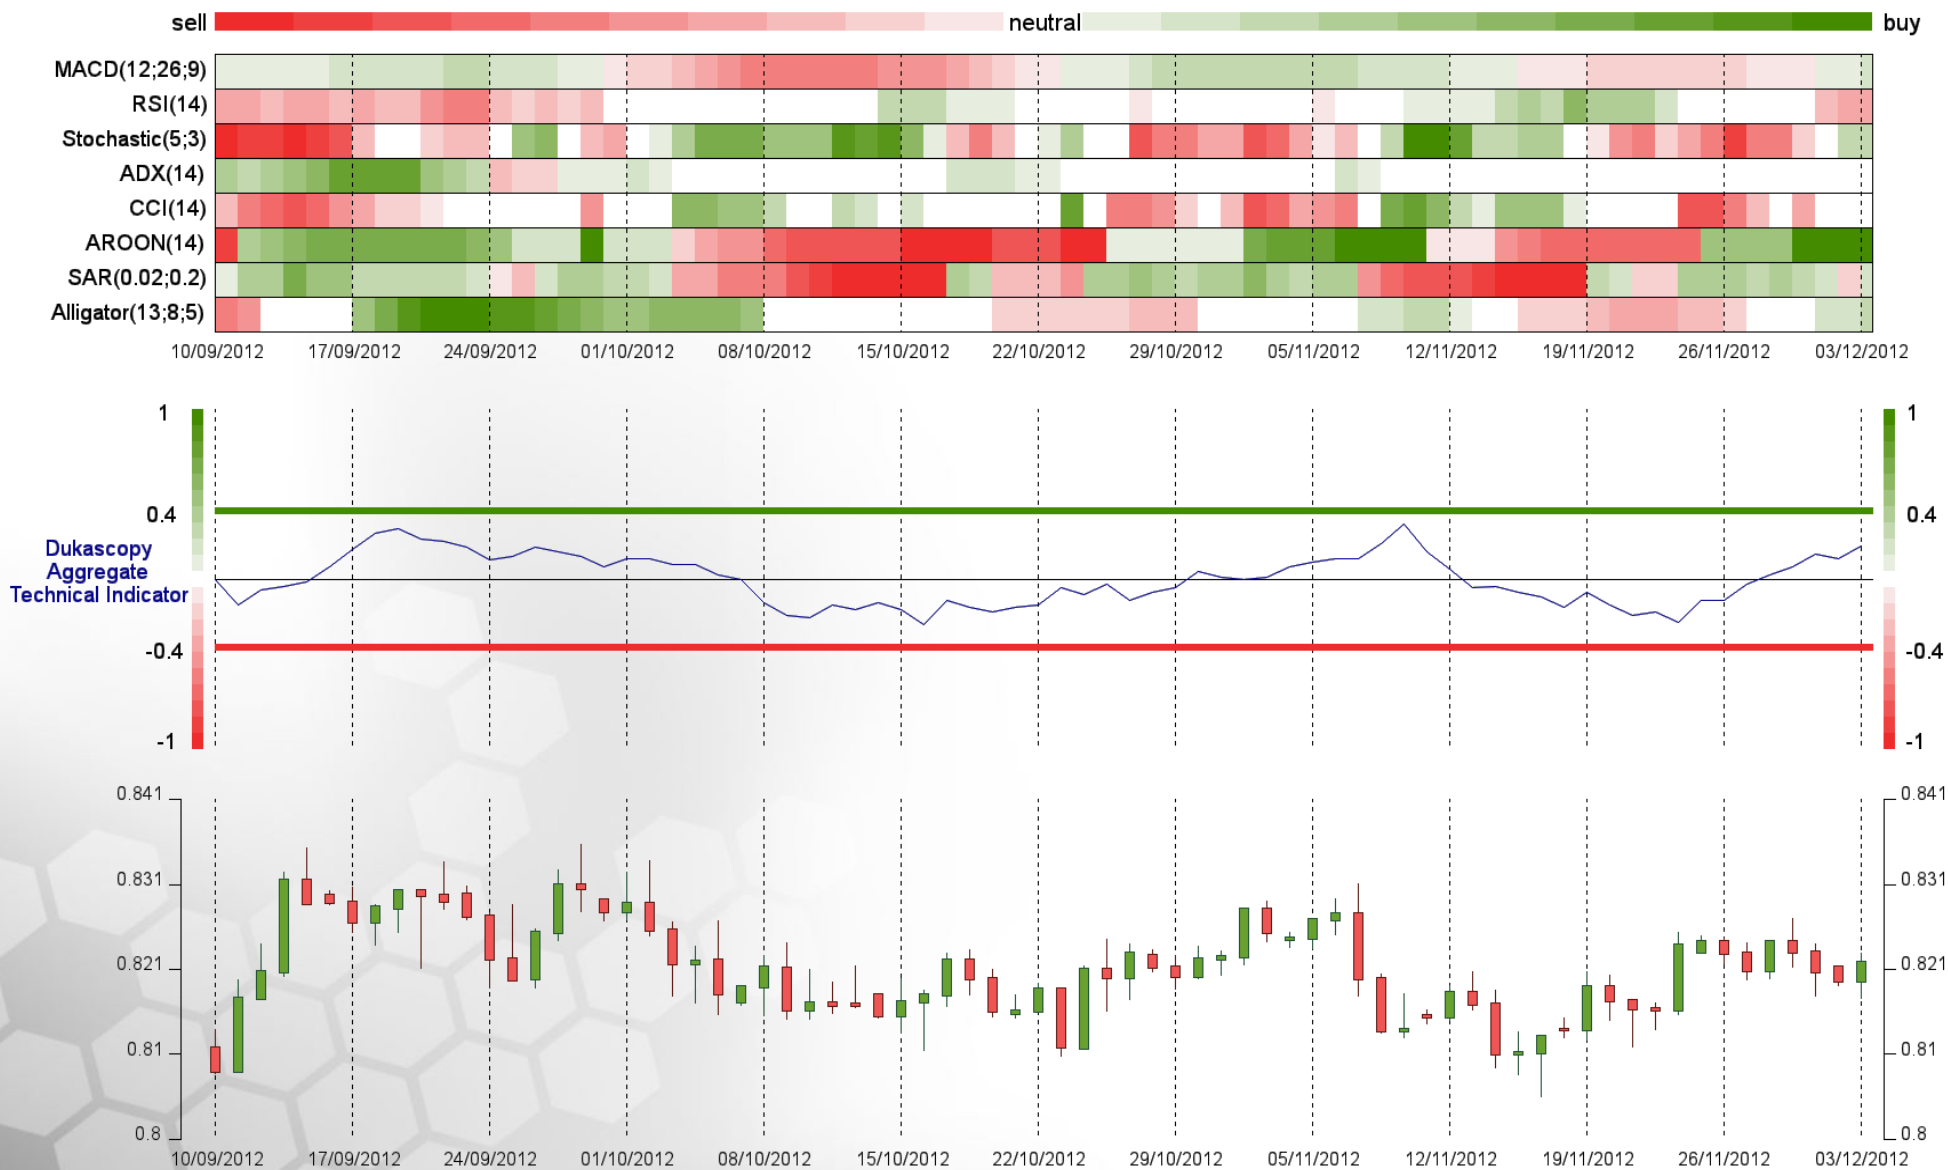 sell neutral buy
MACD(12;26;9)
RSI(14)
Stochastic(5;3)
ADX(14)
CCI(14)
AROON(14)
SAR(0.02;0.2)
Alligator(13;8;5)
10/09/2012 17/09/2012 24/09/2012 01/10/2012 08/10/2012 15/10/2012 22/10/2012 29/10/2012 05/11/2012 12/11/2012 19/11/2012 26/11/2012 03/12/2012
1 1
0.4 0.4
Dukascopy
Aggregate
Technical Indicator
-0.4 -0.4
-1 -1
0.841 0.841
0.831 0.831
0.821 0.821
0.81 0.81
0.8 0.8
10/09/2012 17/09/2012 24/09/2012 01/10/2012 08/10/2012 15/10/2012 22/10/2012 29/10/2012 05/11/2012 12/11/2012 19/11/2012 26/11/2012 03/12/2012